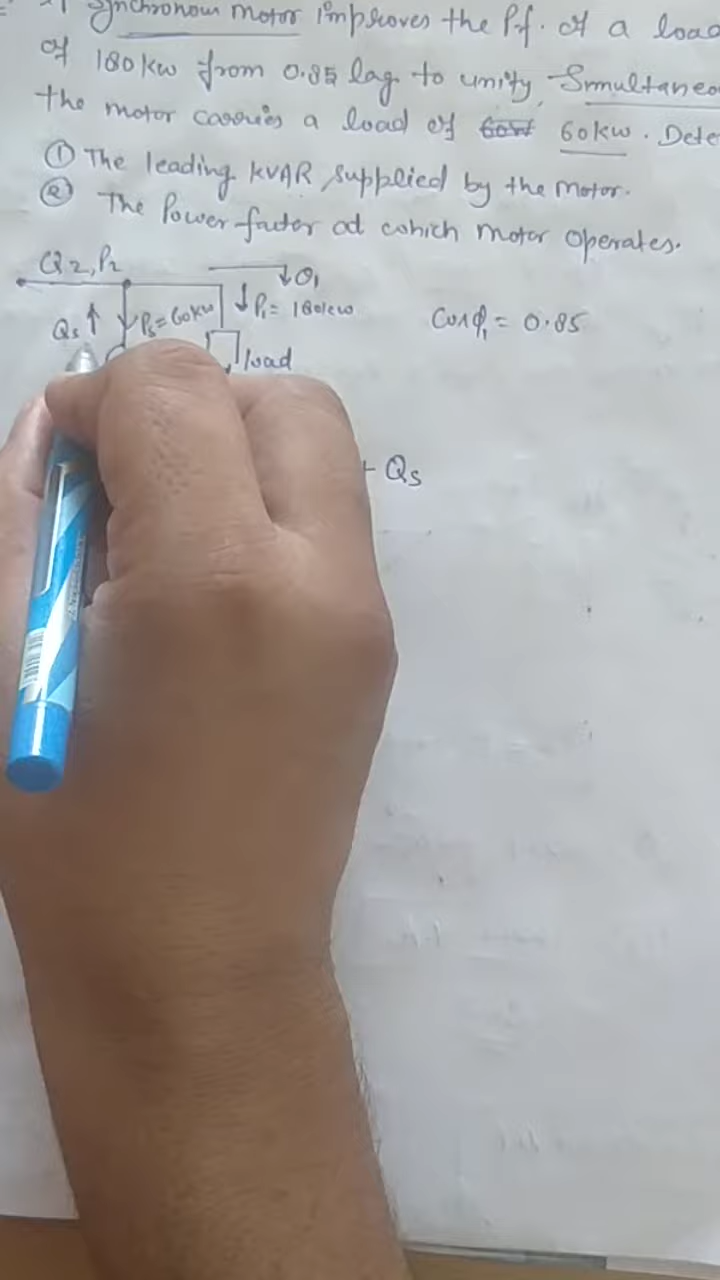 Synchronous motor improves the P.f. of a load
of 180 kw from 0.85 lag to unity, Simultaneo
the motor carries a load of 60kw. Dete
① The leading KVAR supplied by the motor.
② The Power factor at which motor operates.
Q2, P2
Q1
Qs
Ps = 60kw
P1 = 180kw
Cosφ1 = 0.85
load
+ Qs